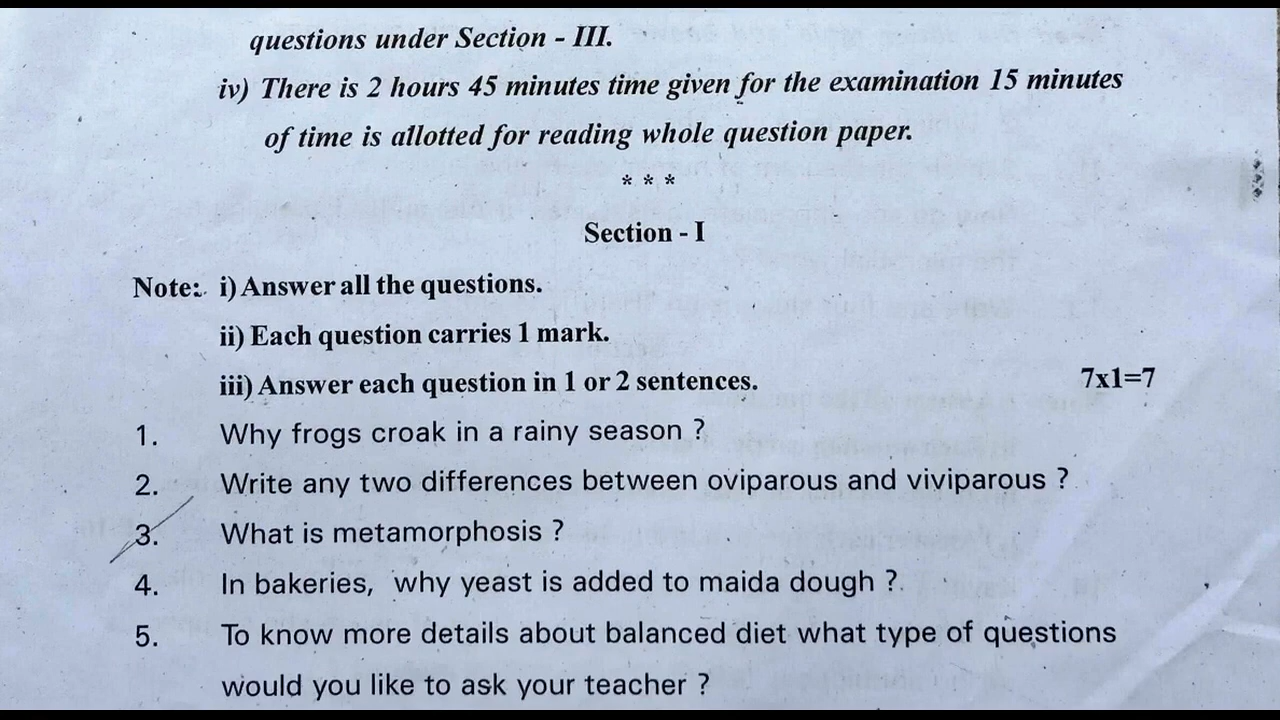 questions under Section - III.
iv) There is 2 hours 45 minutes time given for the examination 15 minutes
of time is allotted for reading whole question paper.
* * *
Section - I
Note: i) Answer all the questions.
ii) Each question carries 1 mark.
iii) Answer each question in 1 or 2 sentences. 7x1=7
1. Why frogs croak in a rainy season ?
2. Write any two differences between oviparous and viviparous ?
3. What is metamorphosis ?
4. In bakeries, why yeast is added to maida dough ?
5. To know more details about balanced diet what type of questions
would you like to ask your teacher ?